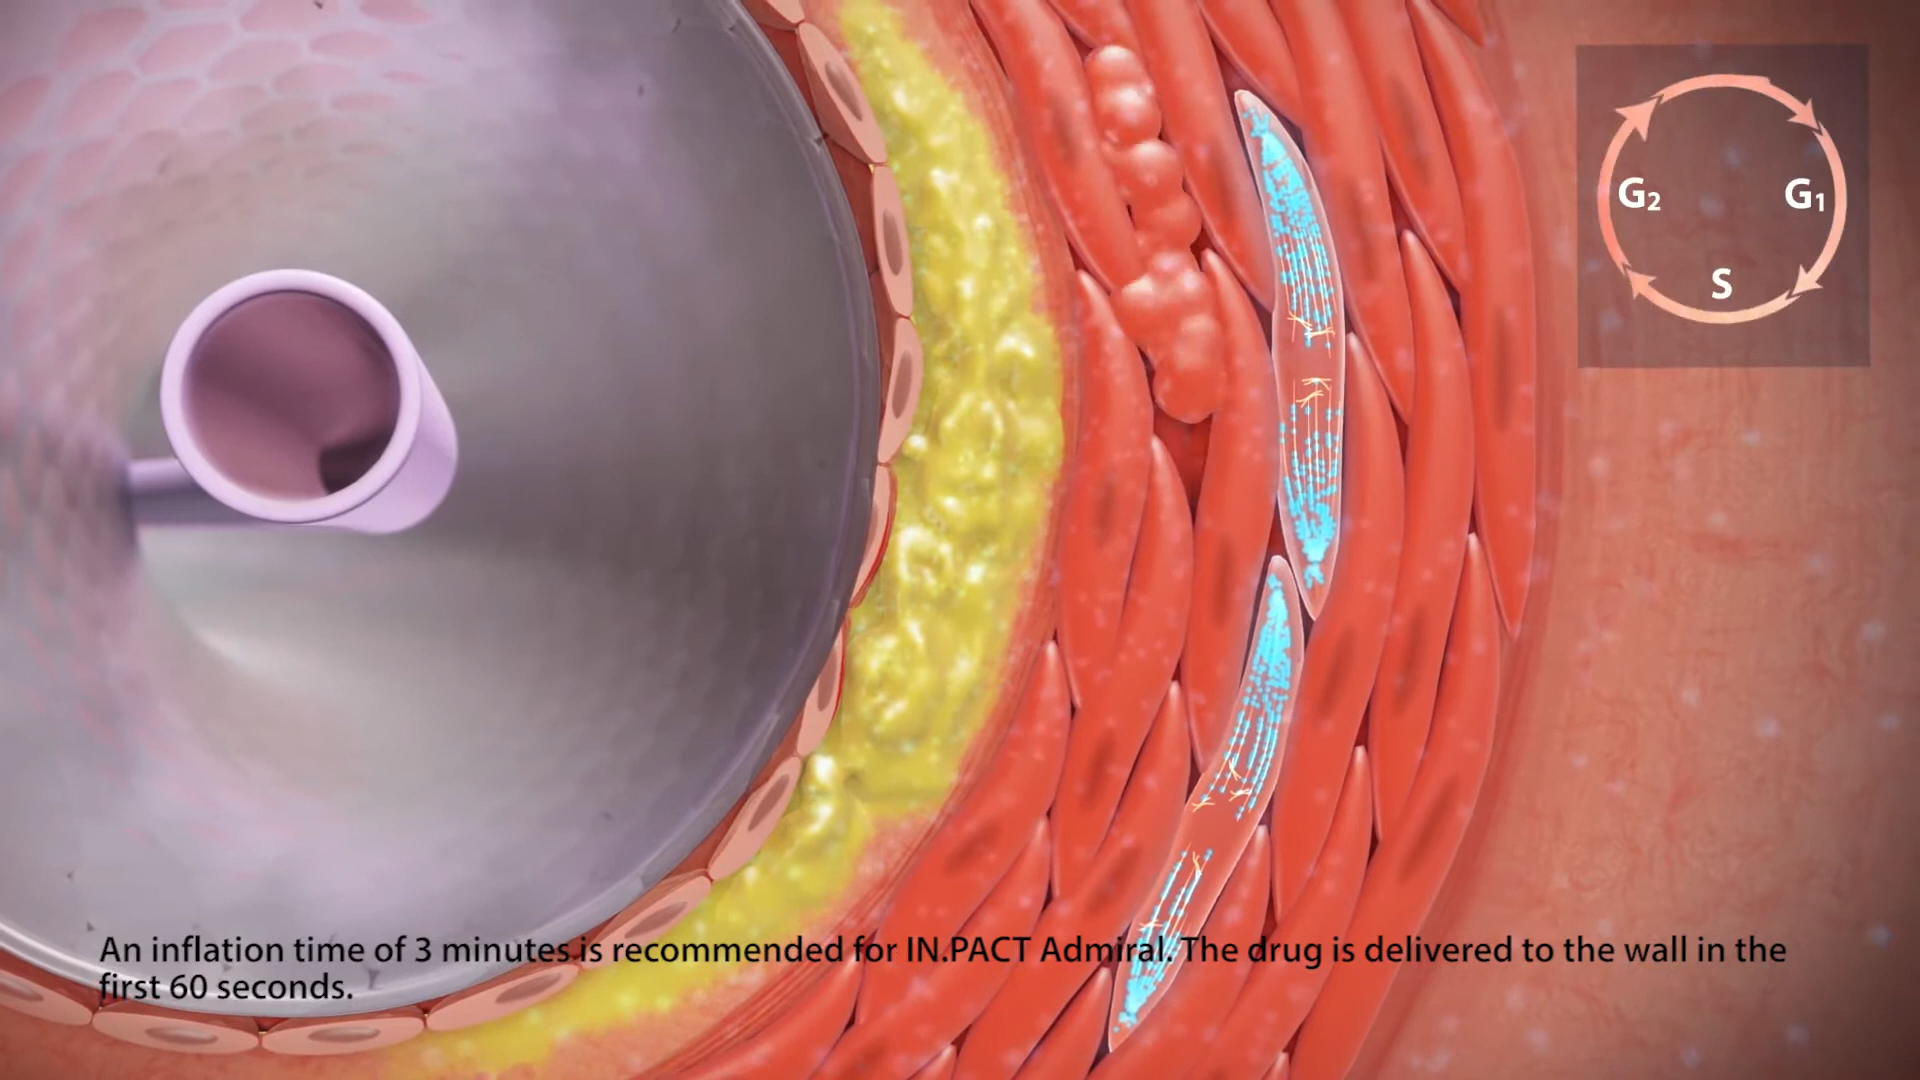 G₂
G₁
S
An inflation time of 3 minutes is recommended for IN.PACT Admiral. The drug is delivered to the wall in the
first 60 seconds.